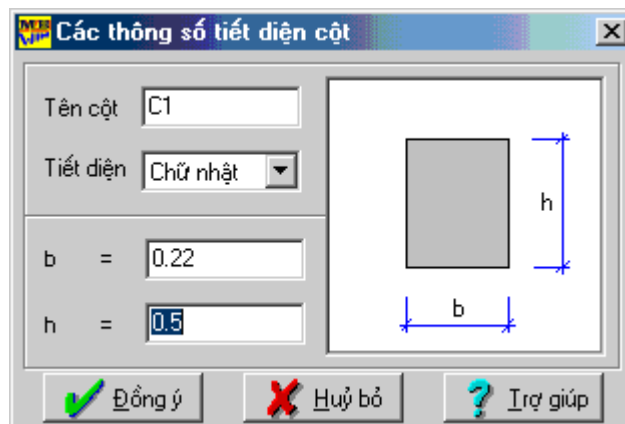 Các thông số tiết diện cột
Tên cột C1
Tiết diện Chữ nhật
b = 0.22
h = 0.5
h
b
Đồng ý Huỷ bỏ Trợ giúp